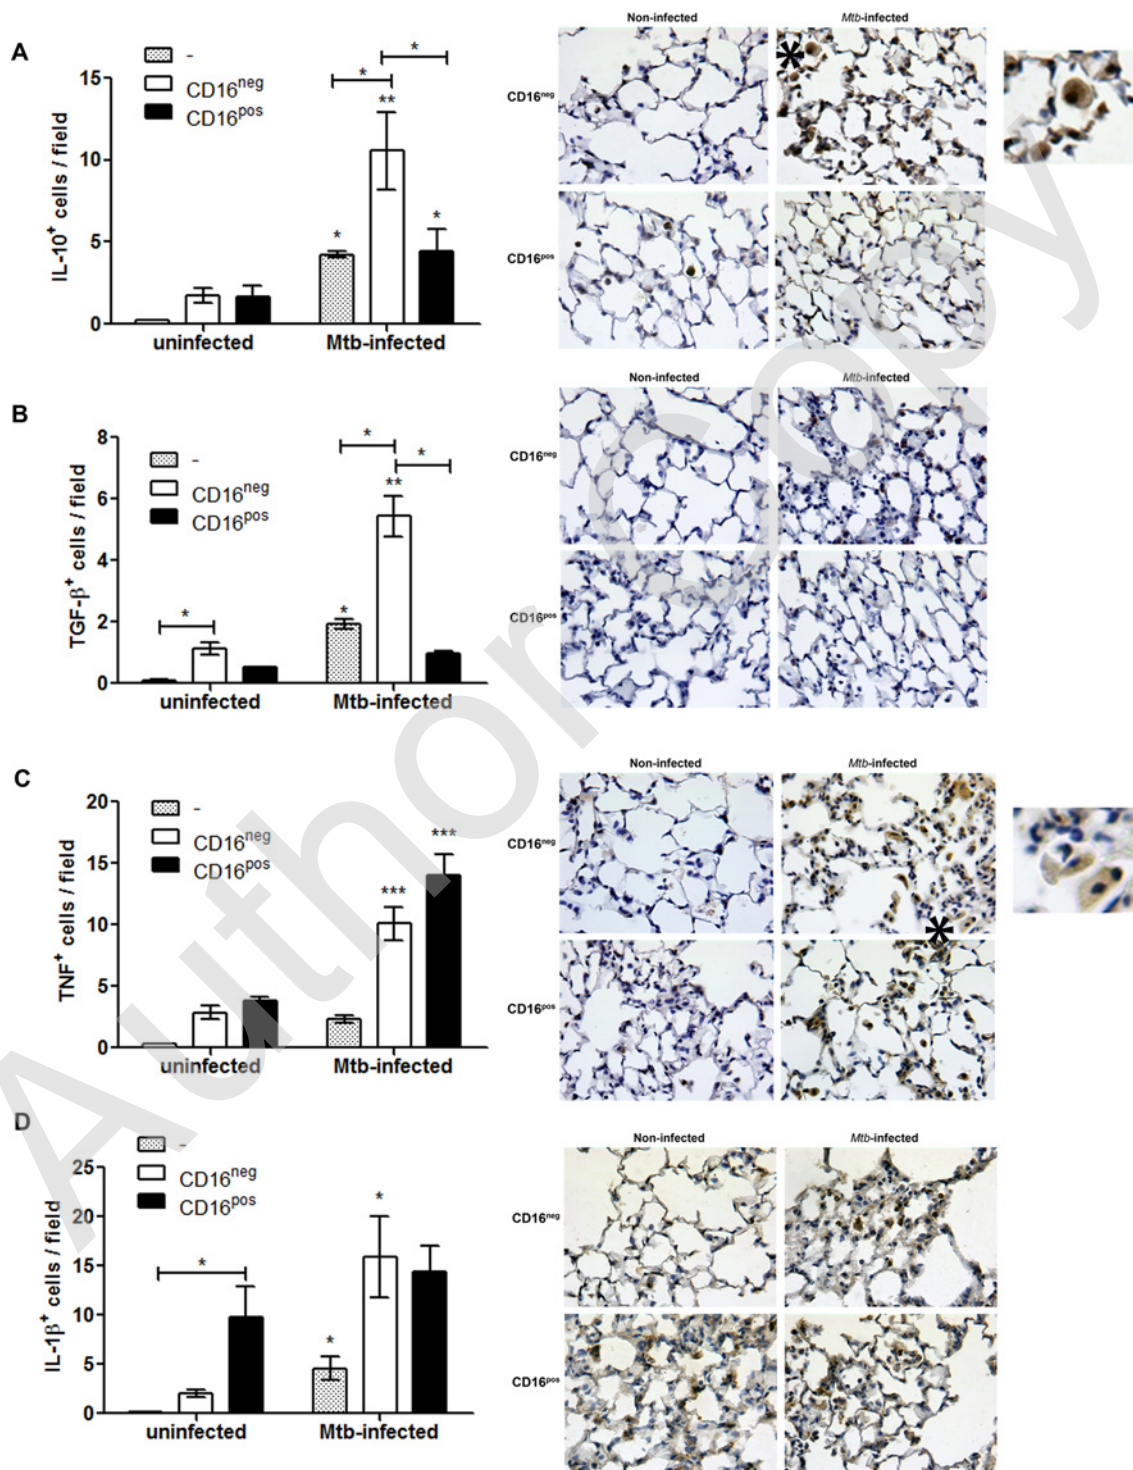 A
-
CD16neg
CD16pos
IL-10+ cells / field
15
10
5
0
*
*
*
**
*
uninfected
Mtb-infected
Non-infected
Mtb-infected
CD16neg
CD16pos
*
B
-
CD16neg
CD16pos
TGF-β+ cells / field
8
6
4
2
0
*
*
*
*
**
uninfected
Mtb-infected
Non-infected
Mtb-infected
CD16neg
CD16pos
C
-
CD16neg
CD16pos
TNF+ cells / field
20
15
10
5
0
***
***
uninfected
Mtb-infected
Non-infected
Mtb-infected
CD16neg
CD16pos
*
D
-
CD16neg
CD16pos
IL-1β+ cells / field
25
20
15
10
5
0
*
*
*
uninfected
Mtb-infected
Non-infected
Mtb-infected
CD16neg
CD16pos
Author Copy